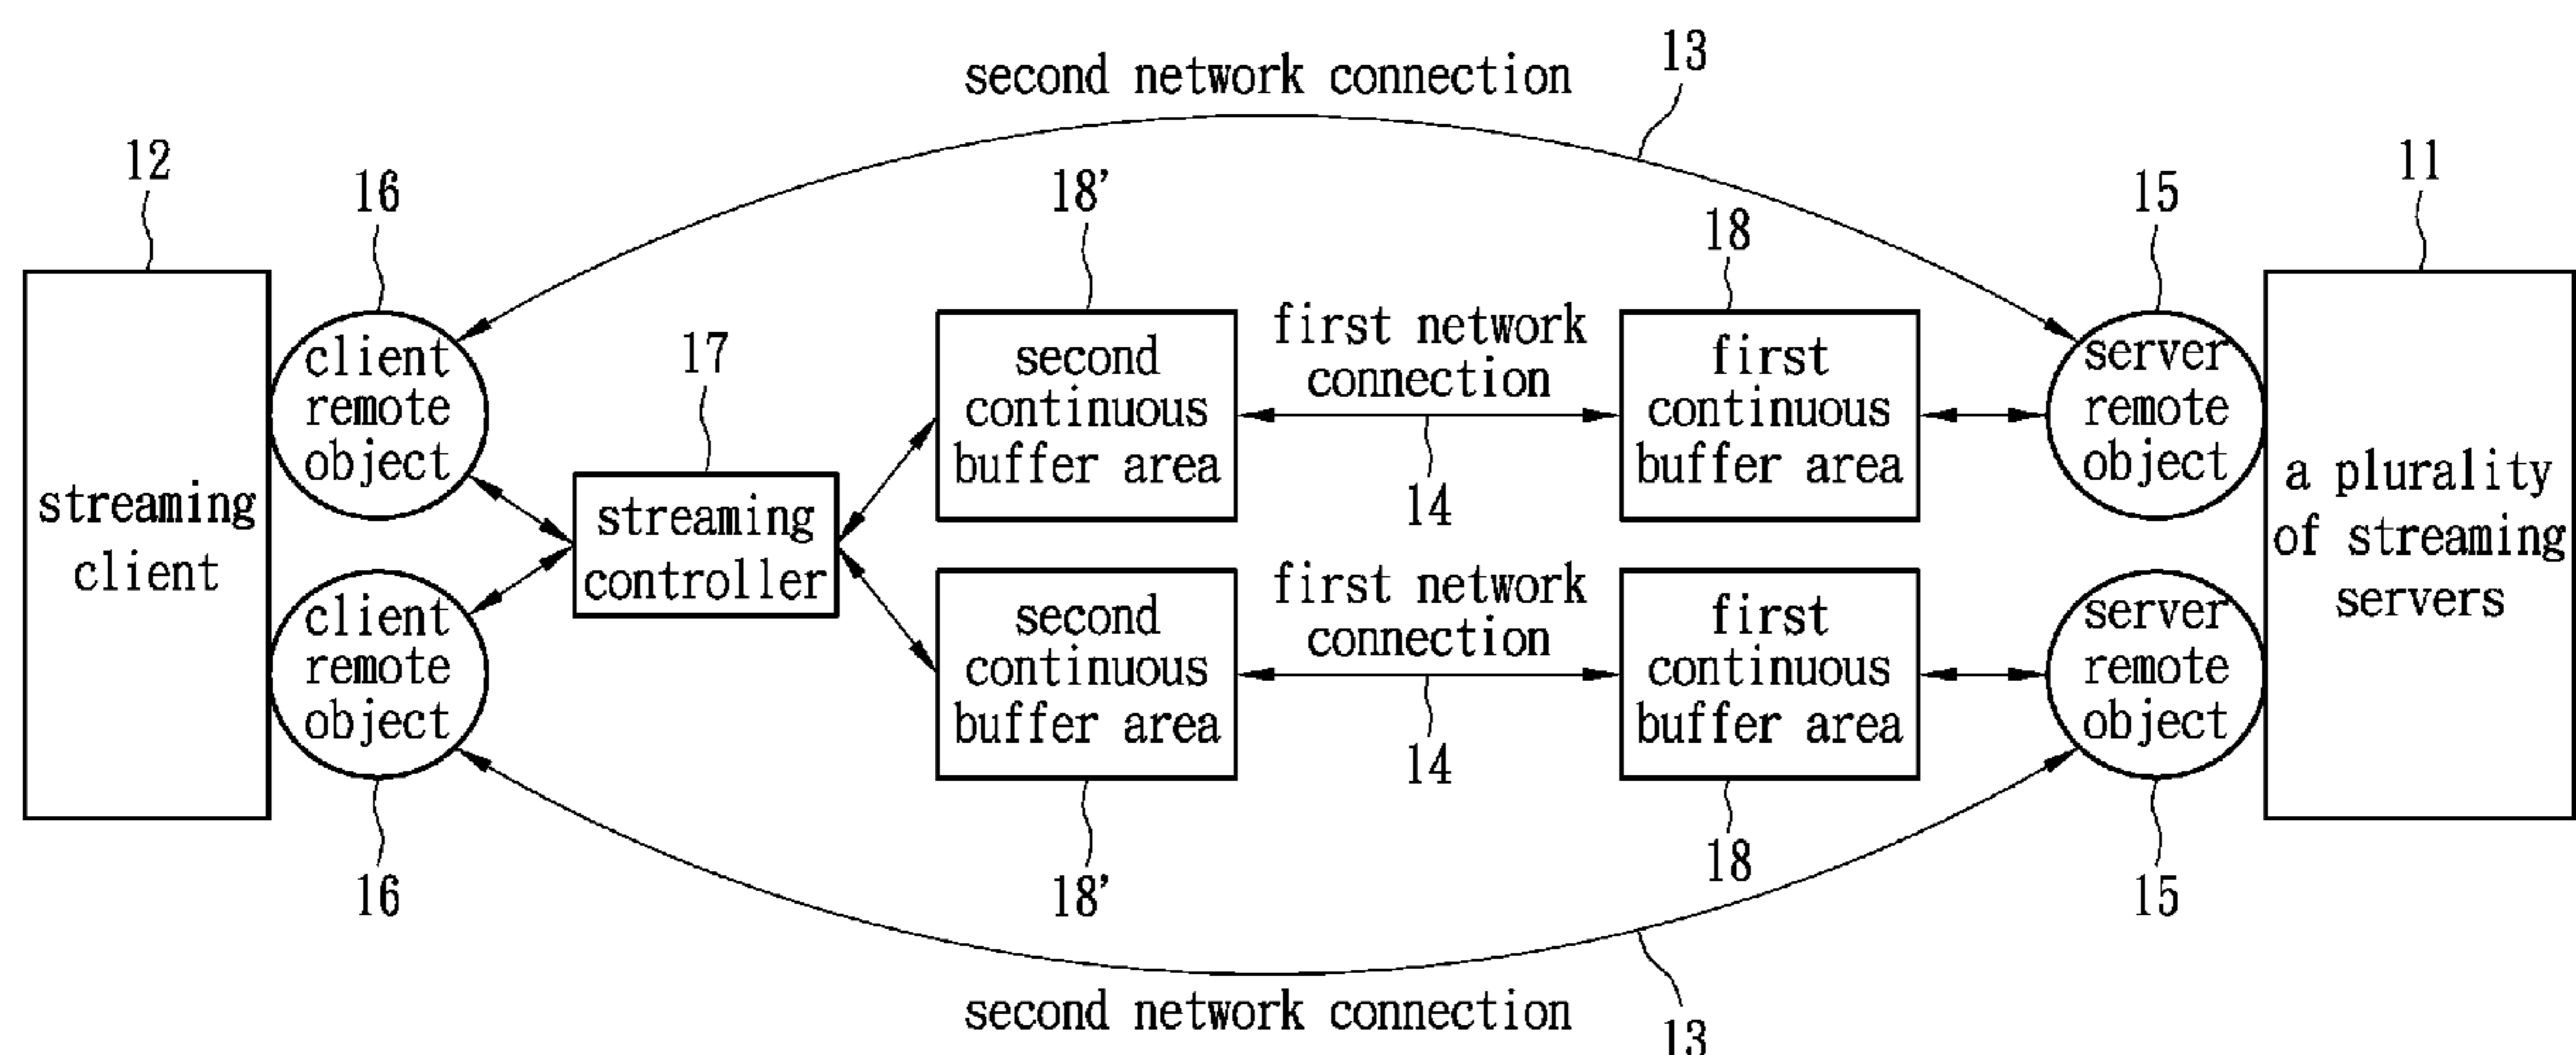 13
second network connection
12
16
18'
18
15
11
client
remote
object
17
second
continuous
buffer area
first network
connection
14
first
continuous
buffer area
server
remote
object
streaming
client
streaming
controller
a plurality
of streaming
servers
client
remote
object
second
continuous
buffer area
first network
connection
14
first
continuous
buffer area
server
remote
object
16
18'
18
15
second network connection
13